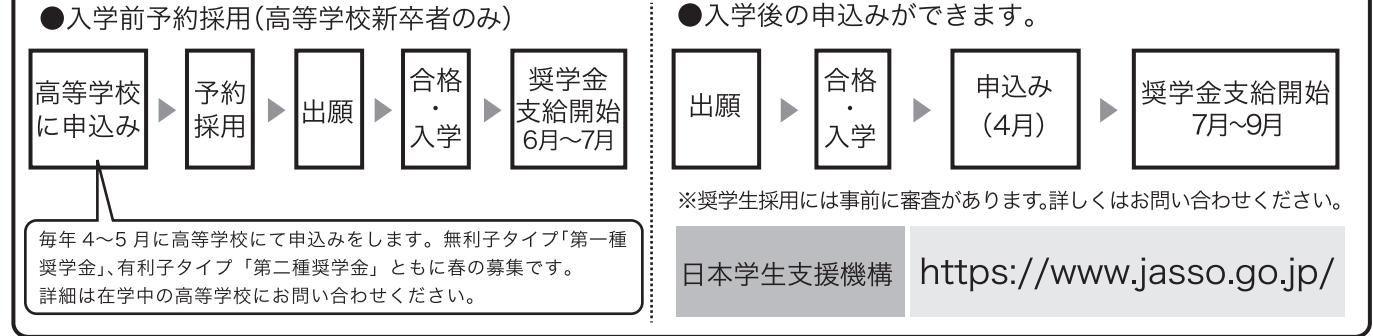 ●入学前予約採用(高等学校新卒者のみ)
高等学校
に申込み
予約
採用
出願
合格
・
入学
奨学金
支給開始
6月〜7月
毎年 4〜5 月に高等学校にて申込みをします。無利子タイプ「第一種
奨学金」、有利子タイプ「第二種奨学金」ともに春の募集です。
詳細は在学中の高等学校にお問い合わせください。
●入学後の申込みができます。
出願
合格
・
入学
申込み
(4月)
奨学金支給開始
7月~9月
※奨学生採用には事前に審査があります。詳しくはお問い合わせください。
日本学生支援機構
https://www.jasso.go.jp/